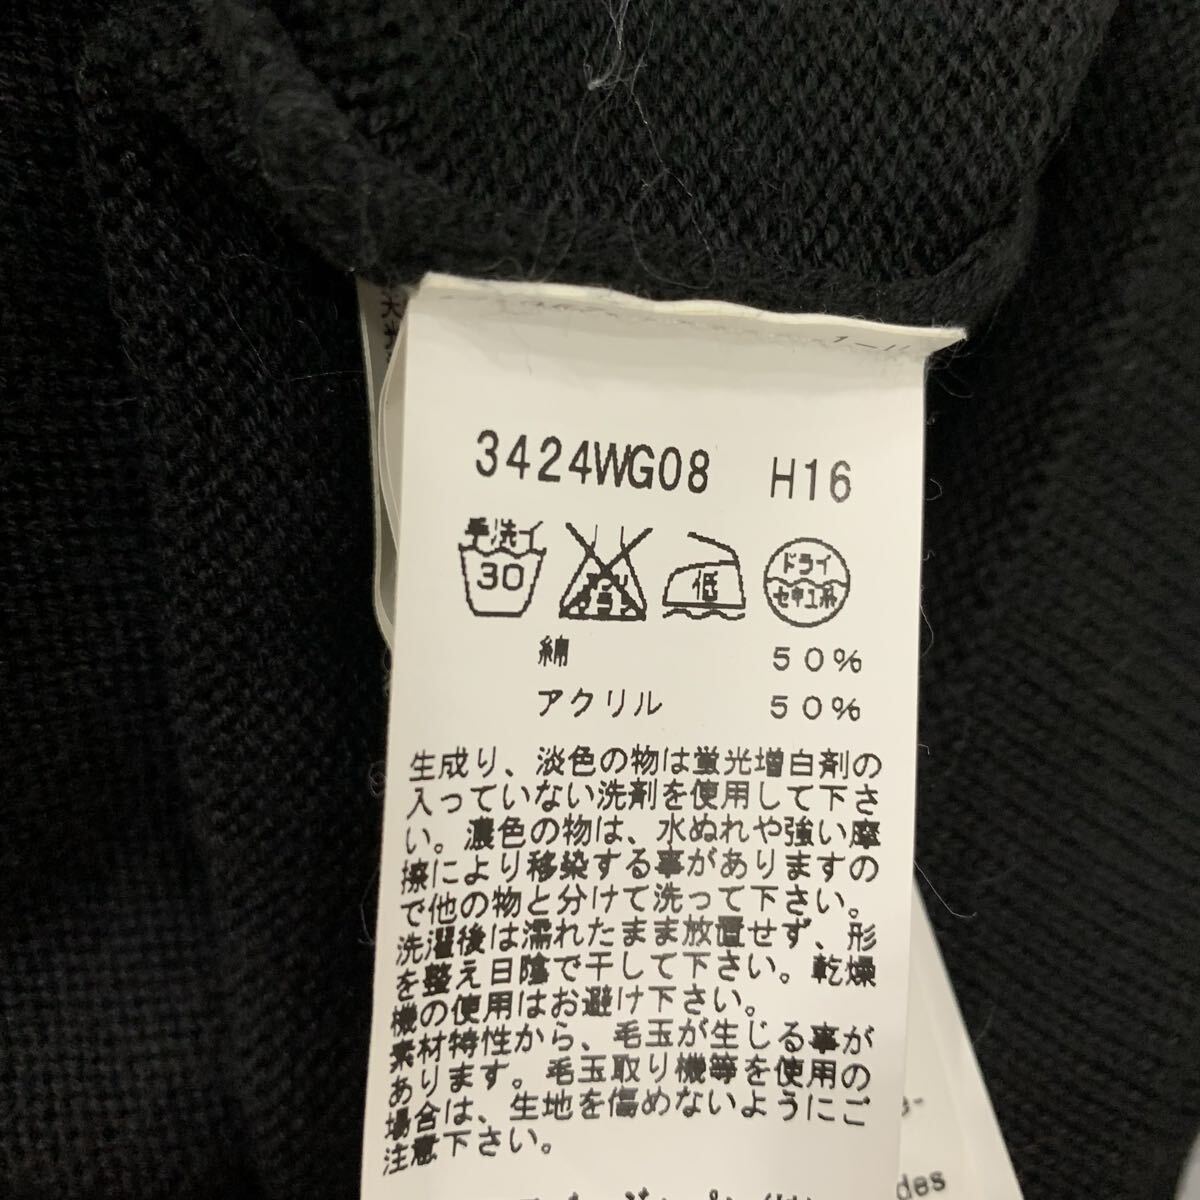 3424WG08 H16
手洗イ
30
エンソ
サラシ
低
ドライ
セキユ系
綿 50%
アクリル 50%
生成り、淡色の物は蛍光増白剤の
入っていない洗剤を使用して下さ
い。濃色の物は、水ぬれや強い摩
擦により移染する事がありますの
で他の物と分けて洗って下さい。
洗濯後は濡れたまま放置せず、形
を整え日陰で干して下さい。乾燥
機の使用はお避け下さい。
素材特性から、毛玉が生じる事が
あります。毛玉取り機等を使用の
場合は、生地を傷めないようにご
注意下さい。
des